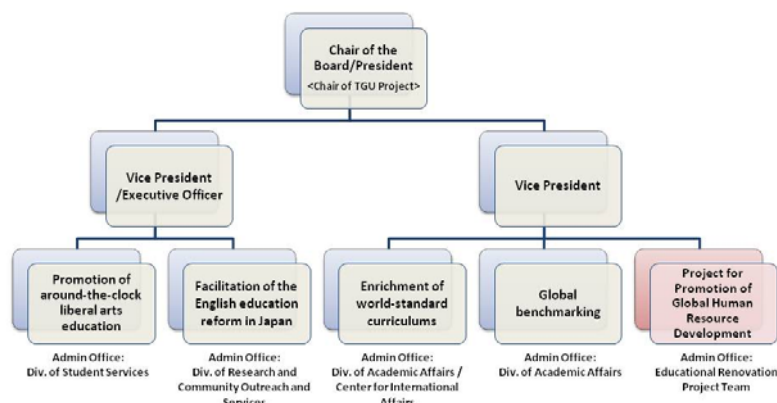 Chair of the
Board/President
<Chair of TGU Project>
Vice President
/Executive Officer
Vice President
Promotion of
around-the-clock
liberal arts
education
Facilitation of the
English education
reform in Japan
Enrichment of
world-standard
curriculums
Global
benchmarking
Project for
Promotion of
Global Human
Resource
Development
Admin Office:
Div. of Student Services
Admin Office:
Div. of Research and
Community Outreach and
Services
Admin Office:
Div. of Academic Affairs /
Center for International
Affairs
Admin Office:
Div. of Academic Affairs
Admin Office:
Educational Renovation
Project Team